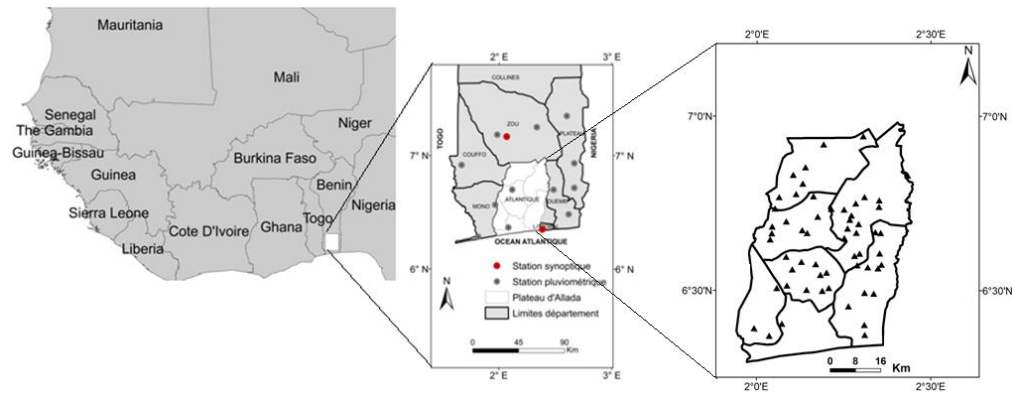 Mauritania
Mali
Niger
Senegal
The Gambia
Guinea-Bissau
Guinea
Burkina Faso
Benin
Nigeria
Sierra Leone
Cote D'Ivoire
Ghana
Togo
Liberia
2° E
3° E
COLLINES
ZOU
PLATEAU
TOGO
NIGERIA
COUFFO
7° N
7° N
ATLANTIQUE
MONO
OCEAN ATLANTIQUE
6° N
6° N
N
Station synoptique
Station pluviométrique
Plateau d'Allada
Limites département
0 45 90
Km
2° E
3° E
2°0'E
2°30'E
N
7°0'N
7°0'N
6°30'N
6°30'N
0 8 16 Km
2°0'E
2°30'E